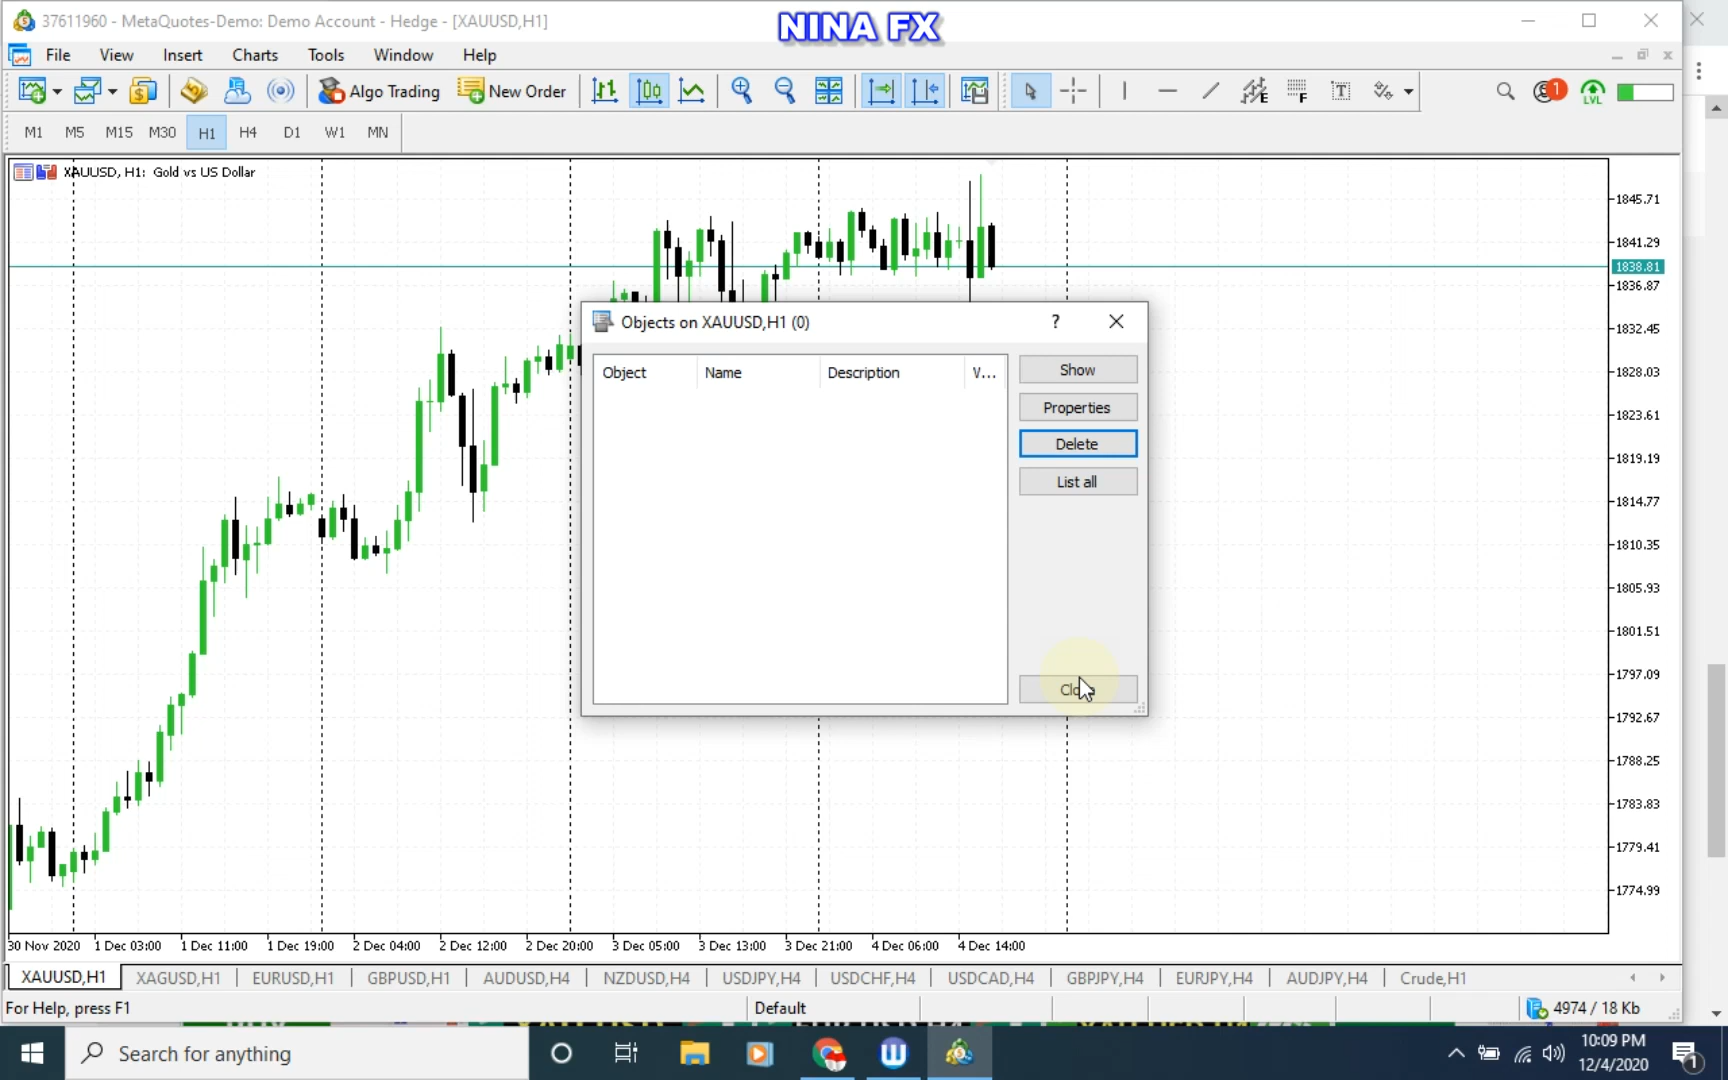 37611960 - MetaQuotes-Demo: Demo Account - Hedge - [XAUUSD,H1]
NINA FX
File View Insert Charts Tools Window Help
Algo Trading New Order
E F T
1
LVL
M1 M5 M15 M30 H1 H4 D1 W1 MN
XAUUSD, H1: Gold vs US Dollar
1845.71
1841.29
1838.81
1836.87
1832.45
1828.03
1823.61
1819.19
1814.77
1810.35
1805.93
1801.51
1797.09
1792.67
1788.25
1783.83
1779.41
1774.99
Objects on XAUUSD,H1 (0) ?
Object Name Description V...
Show
Properties
Delete
List all
30 Nov 2020 1 Dec 03:00 1 Dec 11:00 1 Dec 19:00 2 Dec 04:00 2 Dec 12:00 2 Dec 20:00 3 Dec 05:00 3 Dec 13:00 3 Dec 21:00 4 Dec 06:00 4 Dec 14:00
XAUUSD,H1 XAGUSD,H1 EURUSD,H1 GBPUSD,H1 AUDUSD,H4 NZDUSD,H4 USDJPY,H4 USDCHF,H4 USDCAD,H4 GBPJPY,H4 EURJPY,H4 AUDJPY,H4 Crude,H1
For Help, press F1 Default 4974 / 18 Kb
Search for anything
10:09 PM
12/4/2020
1